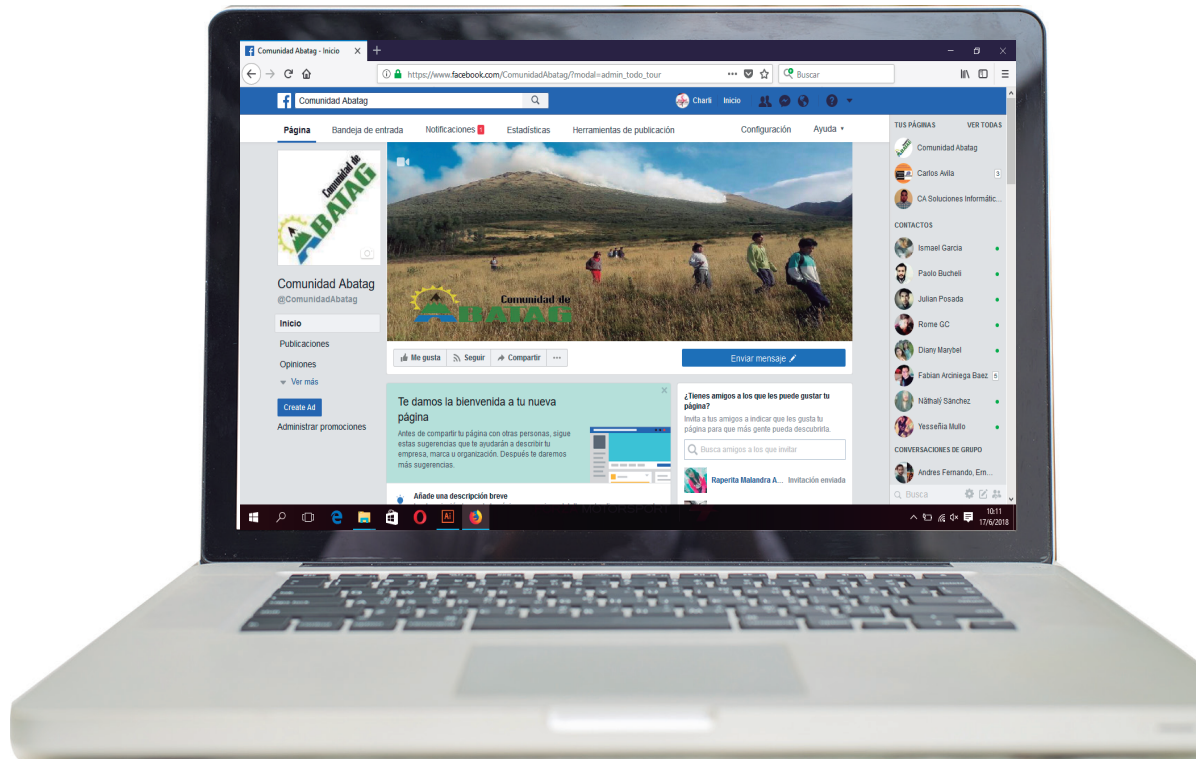 Comunidad Abatag - Inicio
https://www.facebook.com/ComunidadAbatag/?modal=admin_todo_tour
Buscar
Comunidad Abatag
Charli Inicio
Página Bandeja de entrada Notificaciones Estadísticas Herramientas de publicación Configuración Ayuda
Comunidad de
ABATAG
Comunidad Abatag
@ComunidadAbatag
Inicio
Publicaciones
Opiniones
Ver más
Create Ad
Administrar promociones
Comunidad de
ABATAG
Me gusta Seguir Compartir
Enviar mensaje
Te damos la bienvenida a tu nueva
página
Antes de compartir tu página con otras personas, sigue
estas sugerencias que te ayudarán a describir tu
empresa, marca u organización. Después te daremos
más sugerencias.
Añade una descripción breve
¿Tienes amigos a los que les puede gustar tu
página?
Invita a tus amigos a indicar que les gusta tu
página para que más gente pueda descubrirla.
Busca amigos a los que invitar
Raperita Malandra A... Invitación enviada
TUS PÁGINAS VER TODAS
Comunidad Abatag
Carlos Avila 3
CA Soluciones Informátic...
CONTACTOS
Ismael Garcia
Paolo Bucheli
Julian Posada
Rome GC
Diany Marybel
Fabian Arciniega Baez 5
Näthalÿ Sánchez
Yesseñia Mullo
CONVERSACIONES DE GRUPO
Andres Fernando, Ern...
Busca
Ai
10:11
17/6/2018